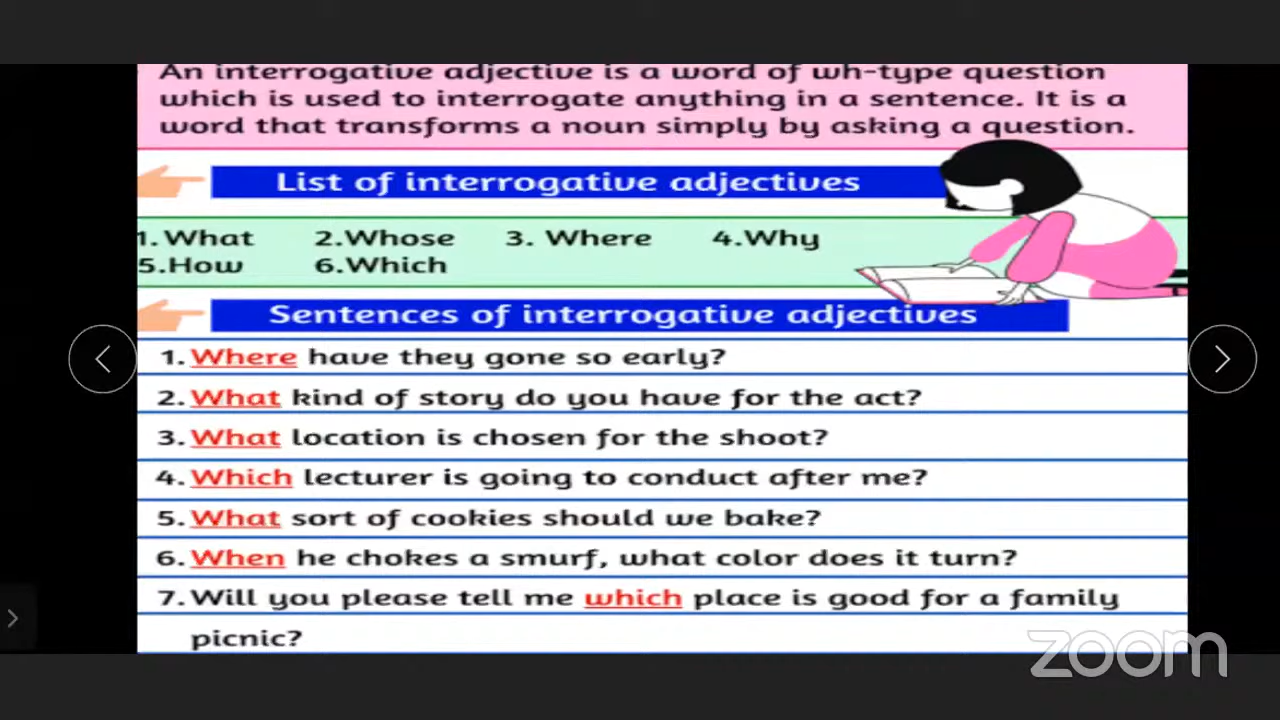 An interrogative adjective is a word of wh-type question
which is used to interrogate anything in a sentence. It is a
word that transforms a noun simply by asking a question.
List of interrogative adjectives
1. What 2.Whose 3. Where 4.Why
5.How 6.Which
Sentences of interrogative adjectives
1. Where have they gone so early?
2. What kind of story do you have for the act?
3. What location is chosen for the shoot?
4. Which lecturer is going to conduct after me?
5. What sort of cookies should we bake?
6. When he chokes a smurf, what color does it turn?
7. Will you please tell me which place is good for a family
picnic?
zoom